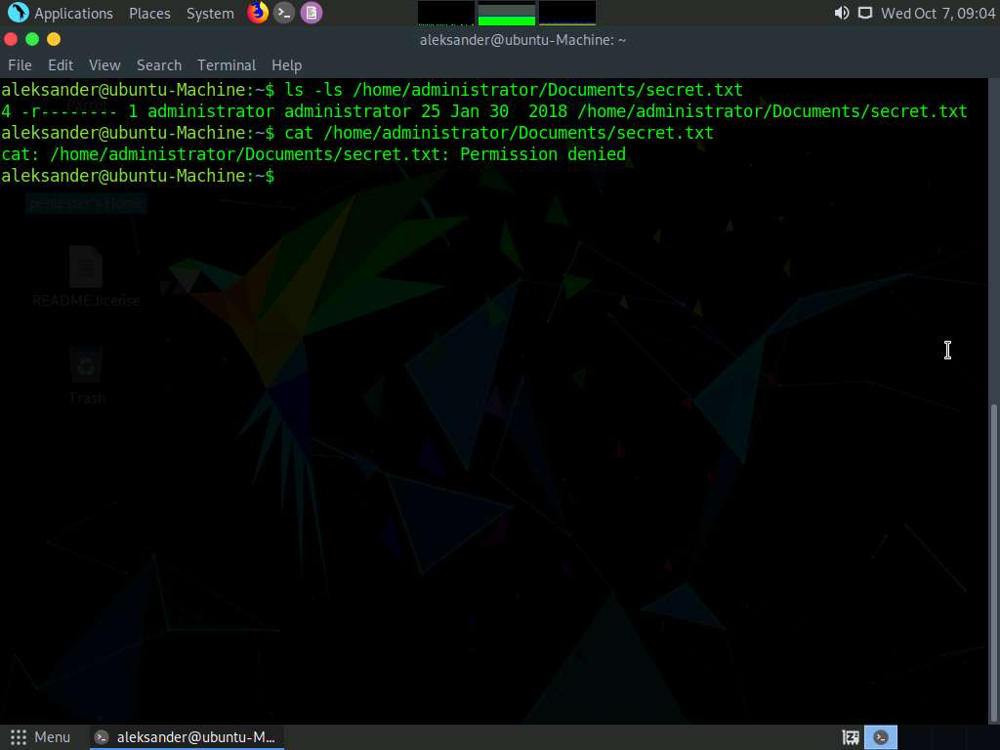 Applications Places System Wed Oct 7, 09:04
aleksander@ubuntu-Machine: ~
File Edit View Search Terminal Help
aleksander@ubuntu-Machine:~$ ls -ls /home/administrator/Documents/secret.txt
4 -r-------- 1 administrator administrator 25 Jan 30  2018 /home/administrator/Documents/secret.txt
aleksander@ubuntu-Machine:~$ cat /home/administrator/Documents/secret.txt
cat: /home/administrator/Documents/secret.txt: Permission denied
aleksander@ubuntu-Machine:~$
pentester's Home
README.license
Trash
Menu aleksander@ubuntu-M...